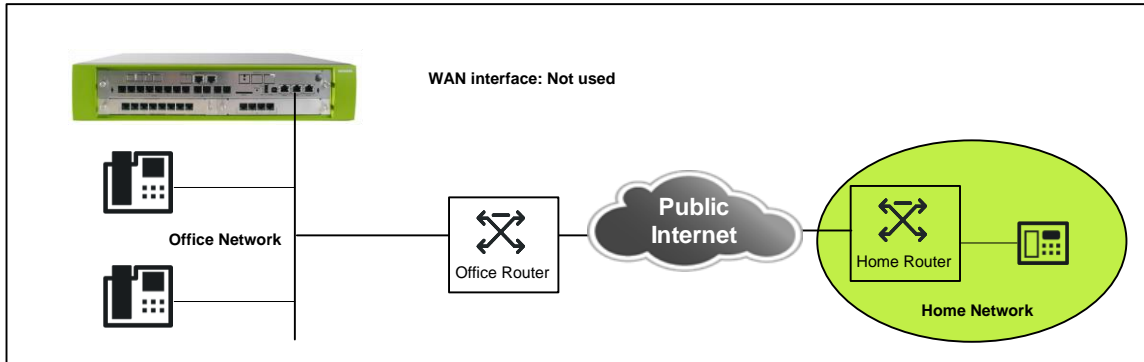 WAN interface: Not used
Public
Internet
Office Network
Office Router
Home Router
Home Network